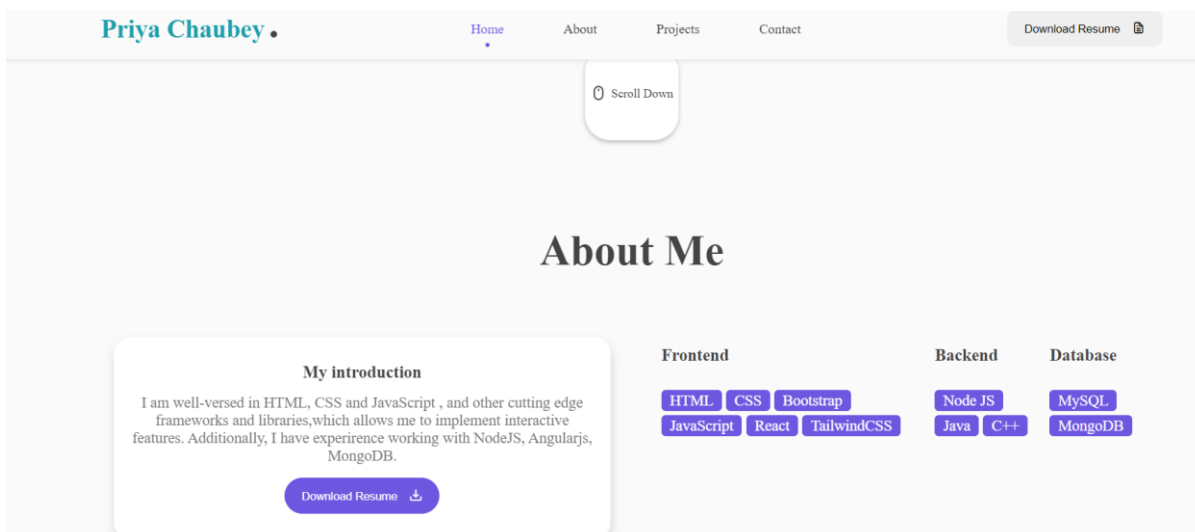 Priya Chaubey .
Home About Projects Contact
Download Resume
Scroll Down
About Me
My introduction
I am well-versed in HTML, CSS and JavaScript , and other cutting edge
frameworks and libraries,which allows me to implement interactive
features. Additionally, I have experirence working with NodeJS, Angularjs,
MongoDB.
Download Resume
Frontend
HTML CSS Bootstrap
JavaScript React TailwindCSS
Backend
Node JS
Java C++
Database
MySQL
MongoDB